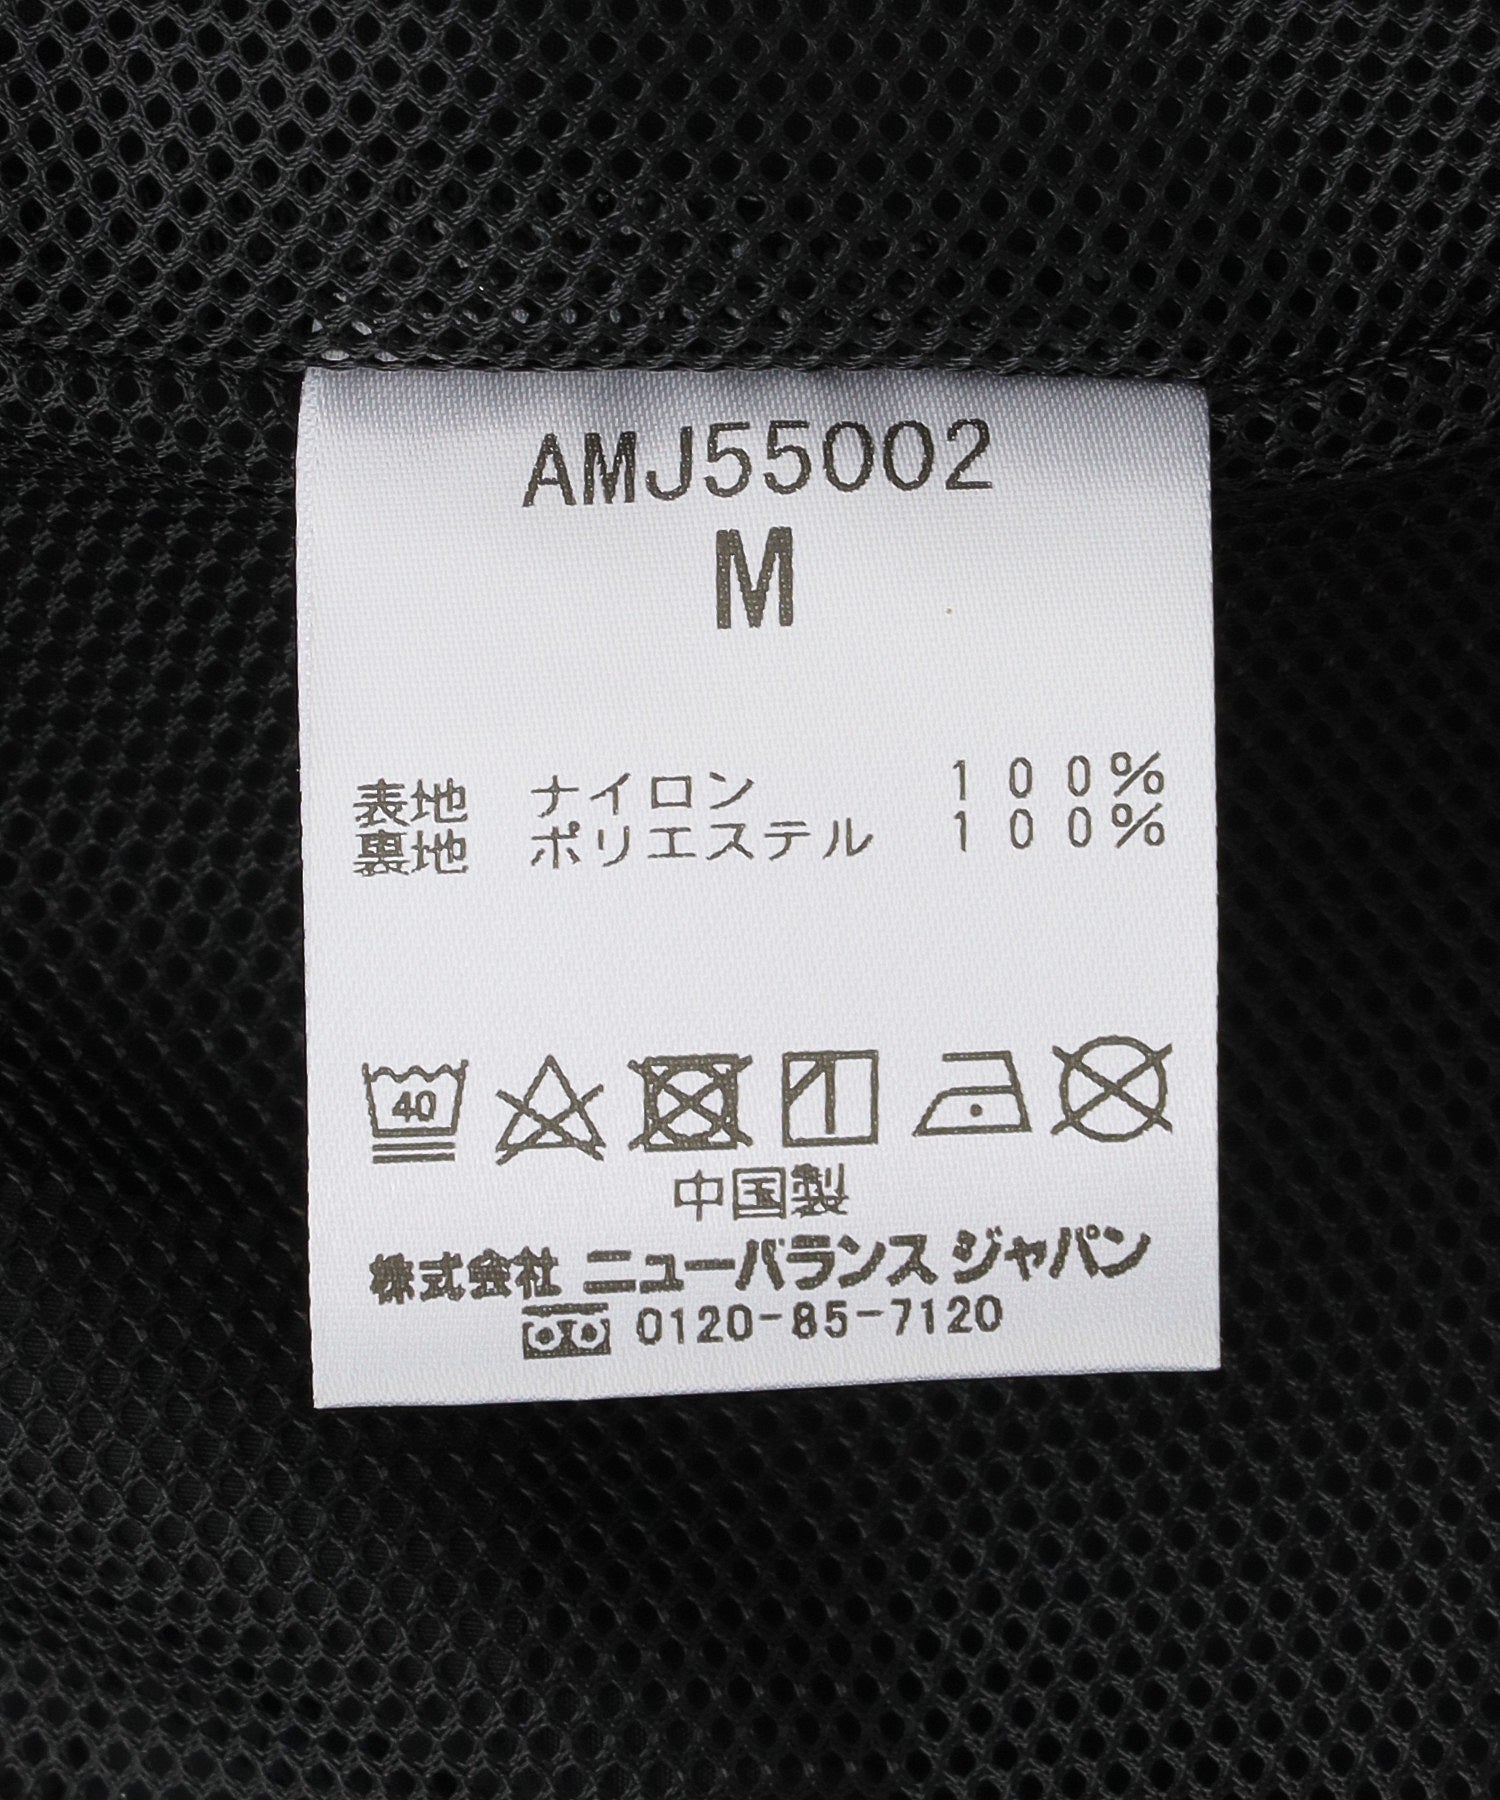 AMJ55002
M
表地 ナイロン 100%
裏地 ポリエステル 100%
40
中国製
株式会社 ニューバランス ジャパン
0120-85-7120